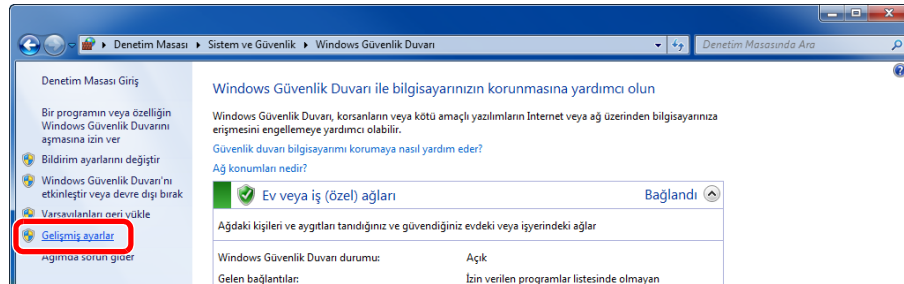 Denetim Masası ▸ Sistem ve Güvenlik ▸ Windows Güvenlik Duvarı
Denetim Masasında Ara
Denetim Masası Giriş
Bir programın veya özelliğin
Windows Güvenlik Duvarını
aşmasına izin ver
Bildirim ayarlarını değiştir
Windows Güvenlik Duvarı'nı
etkinleştir veya devre dışı bırak
Varsayılanları geri yükle
Gelişmiş ayarlar
Ağımda sorun gider
Windows Güvenlik Duvarı ile bilgisayarınızın korunmasına yardımcı olun
Windows Güvenlik Duvarı, korsanların veya kötü amaçlı yazılımların Internet veya ağ üzerinden bilgisayarınıza
erişmesini engellemeye yardımcı olabilir.
Güvenlik duvarı bilgisayarımı korumaya nasıl yardım eder?
Ağ konumları nedir?
Ev veya iş (özel) ağları
Bağlandı
Ağdaki kişileri ve aygıtları tanıdığınız ve güvendiğiniz evdeki veya işyerindeki ağlar
Windows Güvenlik Duvarı durumu: Açık
Gelen bağlantılar: İzin verilen programlar listesinde olmayan